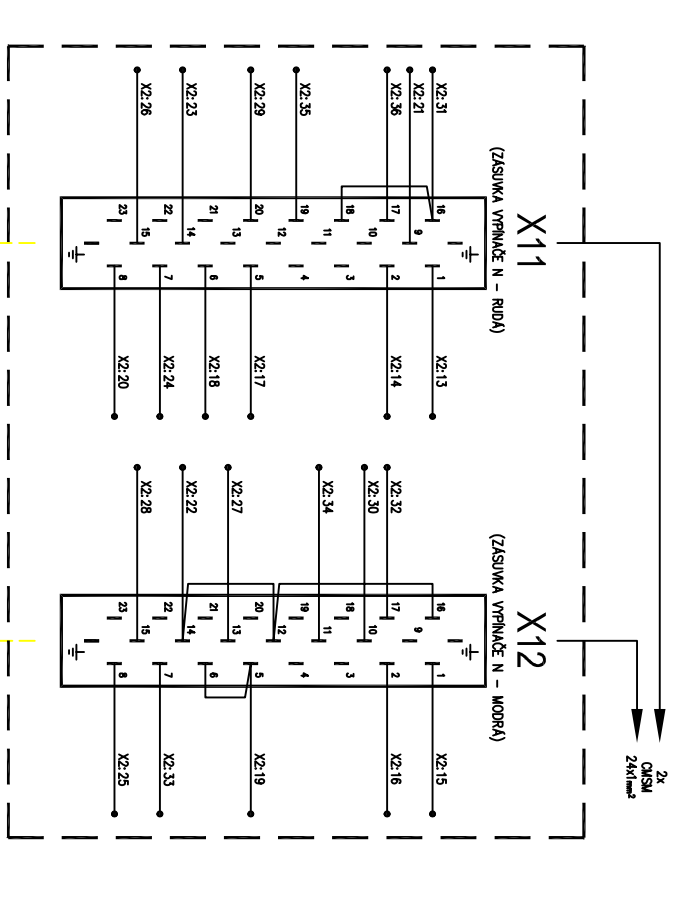 X11
(ZÁSUVKA VYPÍNAČE N – RUDÁ)
X2:31
X2:21
X2:36
X2:35
X2:29
X2:23
X2:26
16
17
18
19
20
21
22
23
9
10
11
12
13
14
15
1
2
3
4
5
6
7
8
X2:13
X2:14
X2:17
X2:18
X2:24
X2:20
X12
(ZÁSUVKA VYPÍNAČE N – MODRÁ)
X2:32
X2:30
X2:34
X2:27
X2:22
X2:28
16
17
18
19
20
21
22
23
9
10
11
12
13
14
15
1
2
3
4
5
6
7
8
X2:15
X2:16
X2:19
X2:33
X2:25
2x
CMSM
24x1mm²